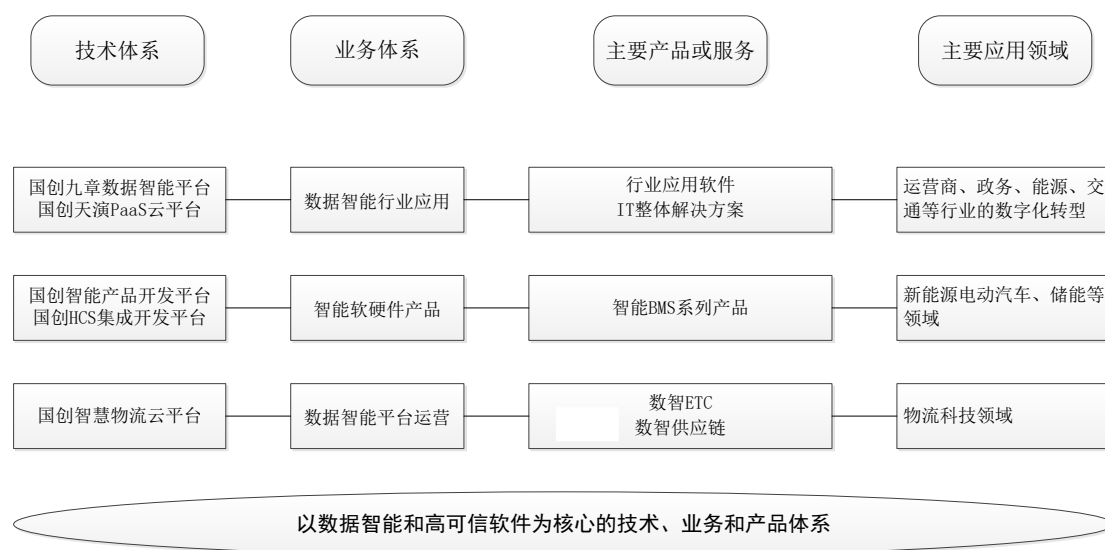 技术体系
业务体系
主要产品或服务
主要应用领域
国创九章数据智能平台
国创天演PaaS云平台
数据智能行业应用
行业应用软件
IT整体解决方案
运营商、政务、能源、交
通等行业的数字化转型
国创智能产品开发平台
国创HCS集成开发平台
智能软硬件产品
智能BMS系列产品
新能源电动汽车、储能等
领域
国创智慧物流云平台
数据智能平台运营
数智ETC
数智供应链
物流科技领域
以数据智能和高可信软件为核心的技术、业务和产品体系